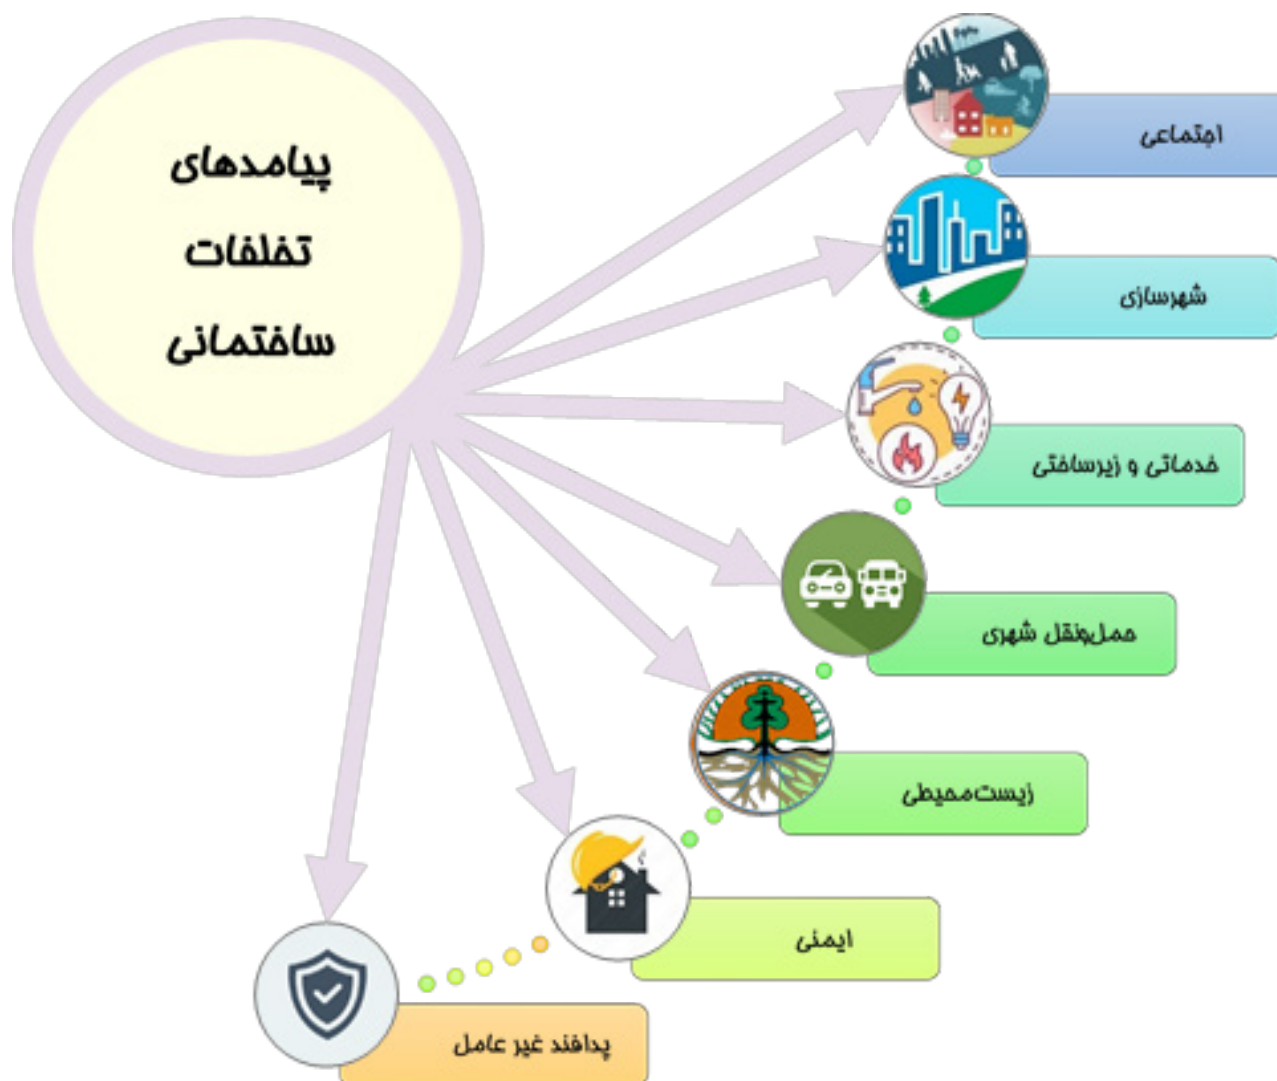 پیامدهای
تخلفات
ساختمانی
اجتماعی
شهرسازی
خدماتی و زیرساختی
حمل‌ونقل شهری
زیست‌محیطی
ایمنی
پدافند غیر عامل